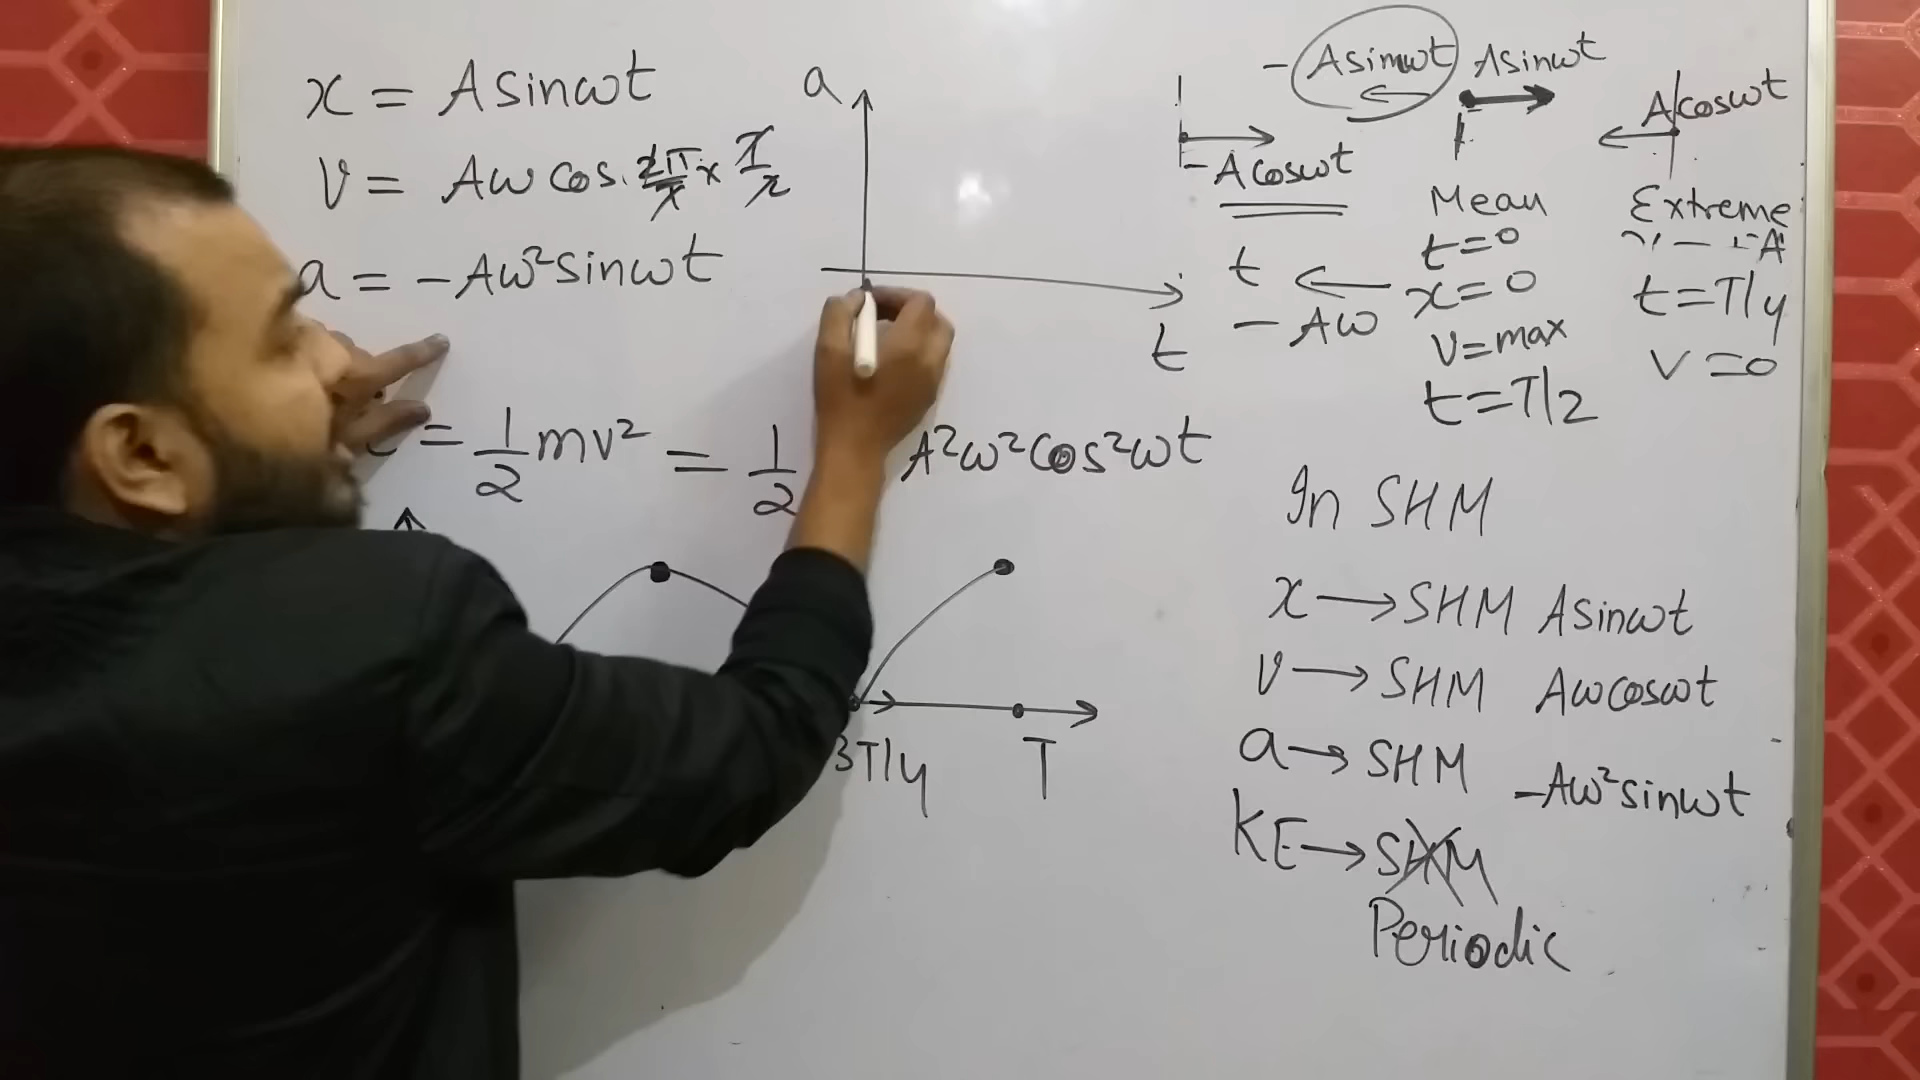 x = A sinωt
v = Aω cos. 2π/T × T/2
a = -Aω²sinωt
= 1/2 mv² = 1/2 A²ω²cos²ωt
a
t
3T/4
T
- Asinωt Asinωt
Acosωt
-Acosωt
Mean
t=0
x=0
v=max
t=T/2
Extreme
t=T/4
v=0
t
- Aω
In SHM
x → SHM Asinωt
v → SHM Aωcosωt
a → SHM -Aω²sinωt
KE → SHM
Periodic